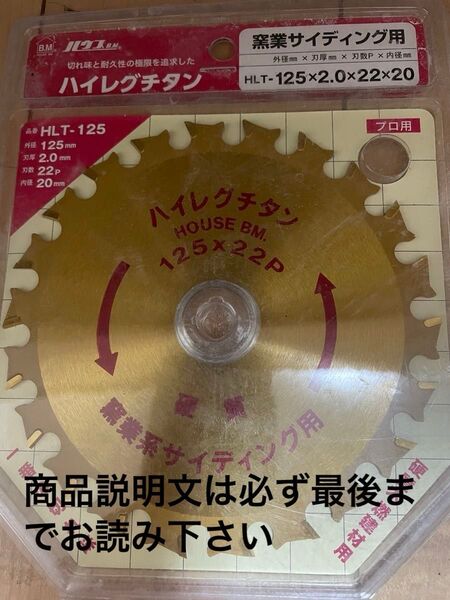 B.M
ハウスB.M.
切れ味と耐久性の極限を追求した
ハイレグチタン
窯業サイディング用
外径mm × 刃厚mm × 刃数P × 内径mm
HLT-125×2.0×22×20
品番 HLT-125
外径 125mm
刃厚 2.0mm
刃数 22P
内径 20mm
プロ用
ハイレグチタン
HOUSE BM.
125×22P
窯業系サイディング用
商品説明文は必ず最後ま
でお読み下さい
建材用